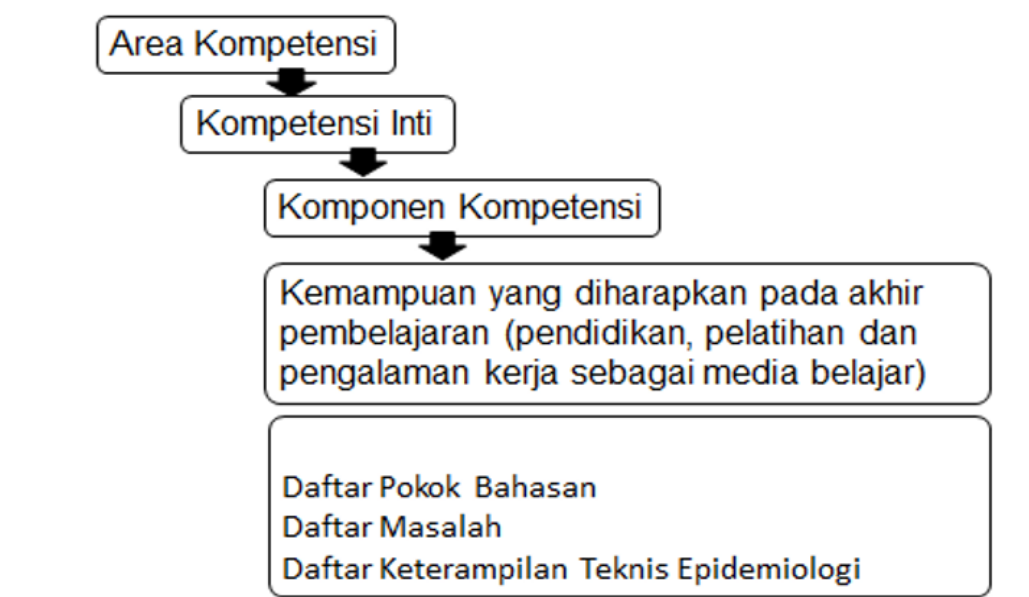 Area Kompetensi
Kompetensi Inti
Komponen Kompetensi
Kemampuan yang diharapkan pada akhir
pembelajaran (pendidikan, pelatihan dan
pengalaman kerja sebagai media belajar)
Daftar Pokok Bahasan
Daftar Masalah
Daftar Keterampilan Teknis Epidemiologi